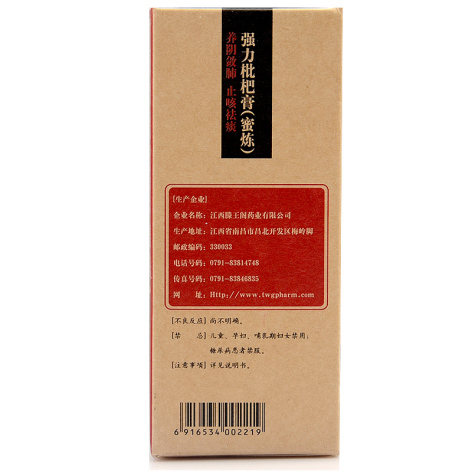 强力枇杷膏(蜜炼)
养阴敛肺 止咳祛痰
[生产企业]
企业名称：江西滕王阁药业有限公司
生产地址：江西省南昌市昌北开发区梅岭脚
邮政编码：330033
电话号码：0791-83814748
传真号码：0791-83846835
网 址：Http://www.twgpharm.com
[不良反应] 尚不明确。
[禁 忌] 儿童、孕妇、哺乳期妇女禁用；
糖尿病患者禁服。
[注意事项] 详见说明书。
6 916534 002219